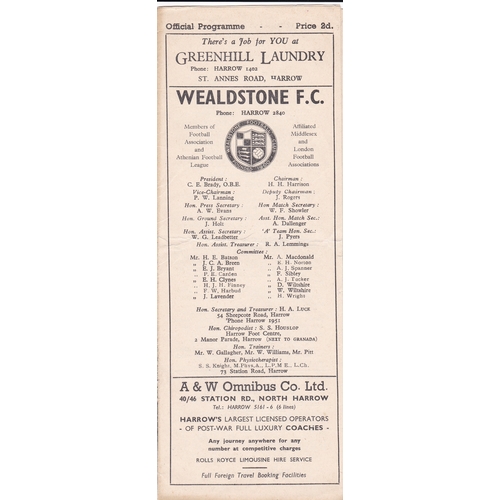 Official Programme - - Price 2d.
There's a Job for YOU at
GREENHILL LAUNDRY
Phone: HARROW 1402
ST. ANNES ROAD, HARROW
WEALDSTONE F.C.
Phone: HARROW 2840
Members of
Football
Association
and
Athenian Football
League
WEALDSTONE FOOTBALL CLUB
Affiliated
Middlesex
and
London
Football
Associations
President: Chairman:
C. E. Brady, O.B.E. H. H. Harrison
Vice-Chairman: Deputy Chairman:
P. W. Lanning J. Rogers
Hon. Press Secretary: Hon Match Secretary:
A. W. Evans W. F. Showler
Hon. Ground Secretary: Asst. Hon. Match Sec.:
J. Holt A. Dallenger
Hon. Assist. Secretary: 'A' Team Hon. Sec.:
W. G. Leadbetter J. Pyers
Hon. Assist. Treasurer: R. A. Lemmings
Committee:
Mr. H. E. Batson Mr. A. Macdonald
„ J. C. A. Breen „ E. H. Norton
„ E. J. Bryant „ A. J. Spooner
„ P. E. Carden „ F. Sibley
„ E. H. Clynes „ A. J. Tucker
„ H. J. H. Finney „ D. Wiltshire
„ F. W. Harbud „ W. Wiltshire
„ J. Lavender „ H. Wright
Hon. Secretary and Treasurer: H. A. LUCK
54 Sheepcote Road, Harrow
'Phone Harrow 1952
Hon. Chiropodist: S. S. HOUSLOP
Harrow Foot Centre,
2 Manor Parade, Harrow (NEXT TO GRANADA)
Hon. Trainers:
Mr. W. Gallagher, Mr. W. Williams, Mr. Pitt
Hon. Physiotherapist:
S. S. Knight, M.Phys.A., L.P.M.E., L.Ch.
73 Station Road, Harrow
A & W Omnibus Co. Ltd.
40/46 STATION RD., NORTH HARROW
Tel.: HARROW 5161 - 6 (6 lines)
HARROW'S LARGEST LICENSED OPERATORS
- OF POST-WAR FULL LUXURY COACHES -
Any journey anywhere for any
number at competitive charges
ROLLS ROYCE LIMOUSINE HIRE SERVICE
Full Foreign Travel Booking Facilities